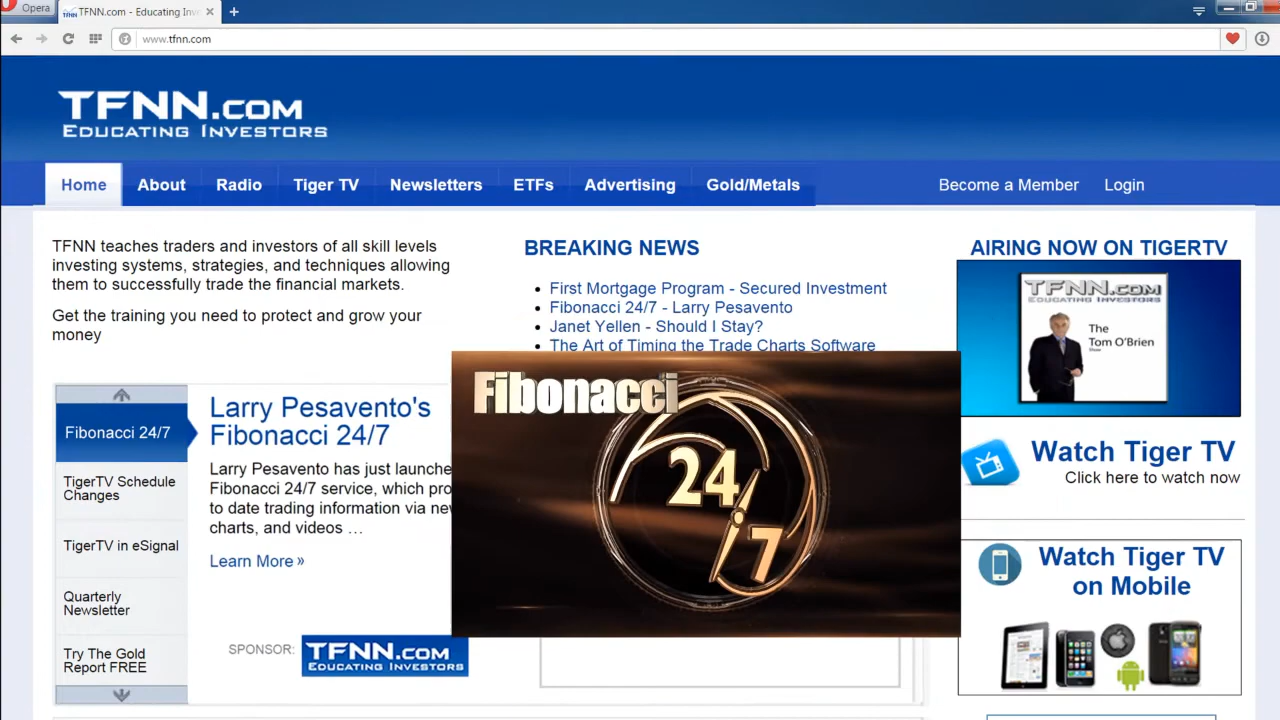 Opera
TFNN.com - Educating Inv
www.tfnn.com
TFNN.COM
EDUCATING INVESTORS
Home
About
Radio
Tiger TV
Newsletters
ETFs
Advertising
Gold/Metals
Become a Member
Login
TFNN teaches traders and investors of all skill levels
investing systems, strategies, and techniques allowing
them to successfully trade the financial markets.
Get the training you need to protect and grow your
money
BREAKING NEWS
First Mortgage Program - Secured Investment
Fibonacci 24/7 - Larry Pesavento
Janet Yellen - Should I Stay?
The Art of Timing the Trade Charts Software
AIRING NOW ON TIGERTV
TFNN.COM
EDUCATING INVESTORS
The
Tom O'Brien
Show
Fibonacci 24/7
TigerTV Schedule
Changes
TigerTV in eSignal
Quarterly
Newsletter
Try The Gold
Report FREE
Larry Pesavento's
Fibonacci 24/7
Larry Pesavento has just launche
Fibonacci 24/7 service, which pro
to date trading information via nev
charts, and videos …
Learn More »
SPONSOR:
TFNN.COM
EDUCATING INVESTORS
Fibonacci
24
7
Watch Tiger TV
Click here to watch now
Watch Tiger TV
on Mobile